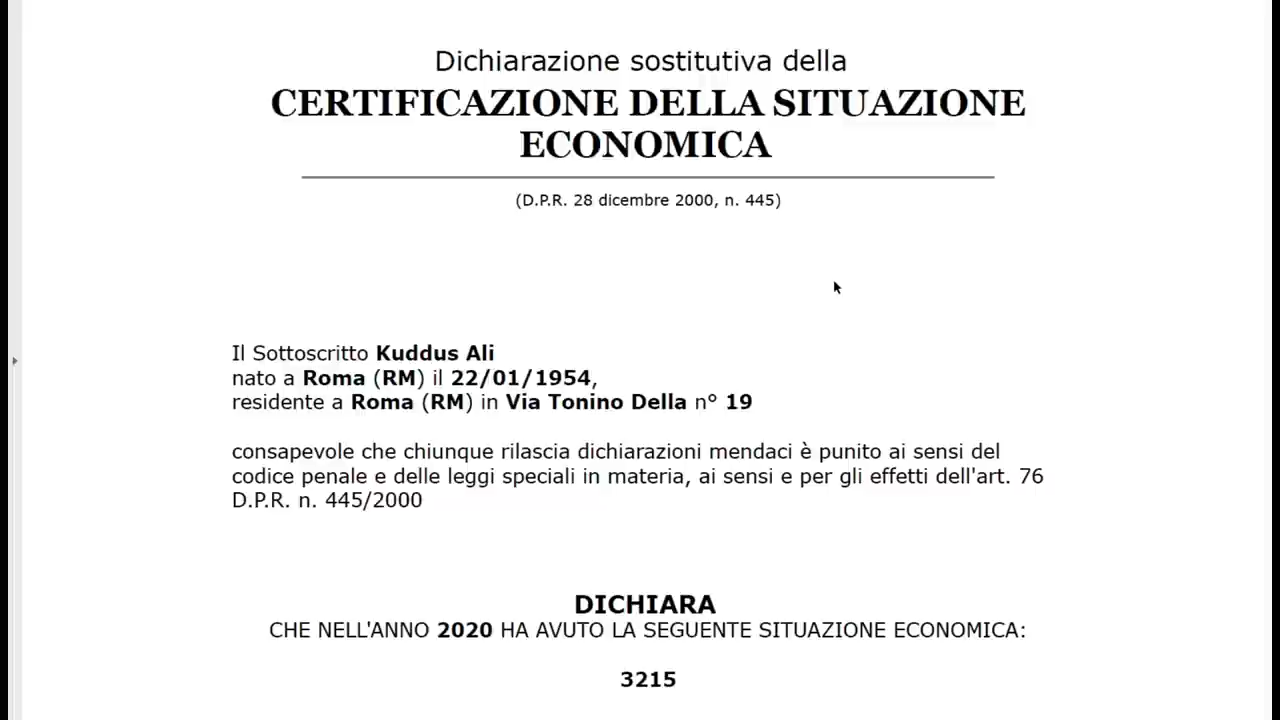 Dichiarazione sostitutiva della
CERTIFICAZIONE DELLA SITUAZIONE
ECONOMICA
(D.P.R. 28 dicembre 2000, n. 445)
Il Sottoscritto Kuddus Ali
nato a Roma (RM) il 22/01/1954,
residente a Roma (RM) in Via Tonino Della n° 19
consapevole che chiunque rilascia dichiarazioni mendaci è punito ai sensi del
codice penale e delle leggi speciali in materia, ai sensi e per gli effetti dell'art. 76
D.P.R. n. 445/2000
DICHIARA
CHE NELL'ANNO 2020 HA AVUTO LA SEGUENTE SITUAZIONE ECONOMICA:
3215